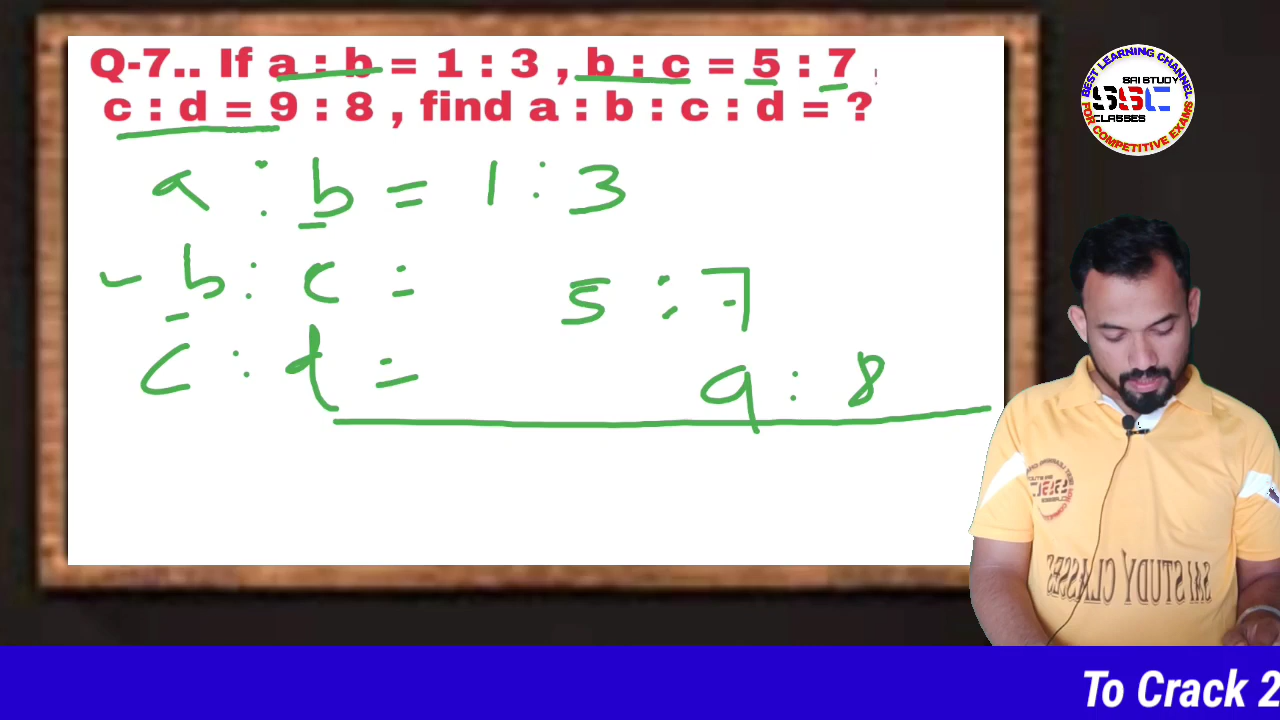 Q-7.. If a : b = 1 : 3 , b : c = 5 : 7 ,
c : d = 9 : 8 , find a : b : c : d = ?
a : b = 1 : 3
b : c = 5 : 7
c : d = 9 : 8
BEST LEARNING CHANNEL
SAI STUDY
SSC
CLASSES
FOR COMPETITIVE EXAMS
SAI STUDY CLASSES
To Crack 2